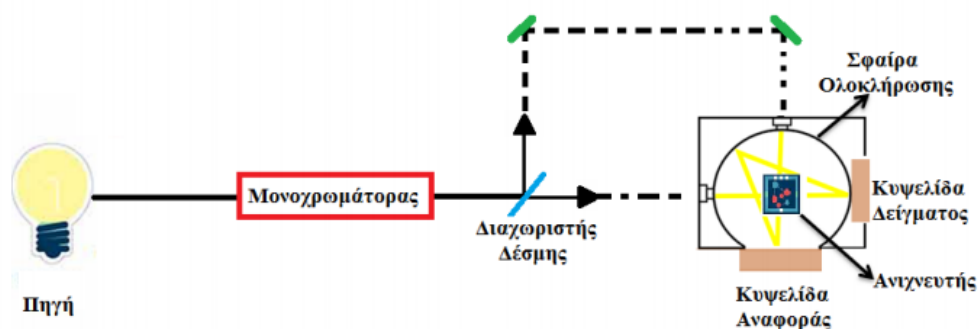 Σφαίρα
Ολοκλήρωσης
Μονοχρωμάτορας
Κυψελίδα
Δείγματος
Διαχωριστής
Δέσμης
Πηγή
Ανιχνευτής
Κυψελίδα
Αναφοράς